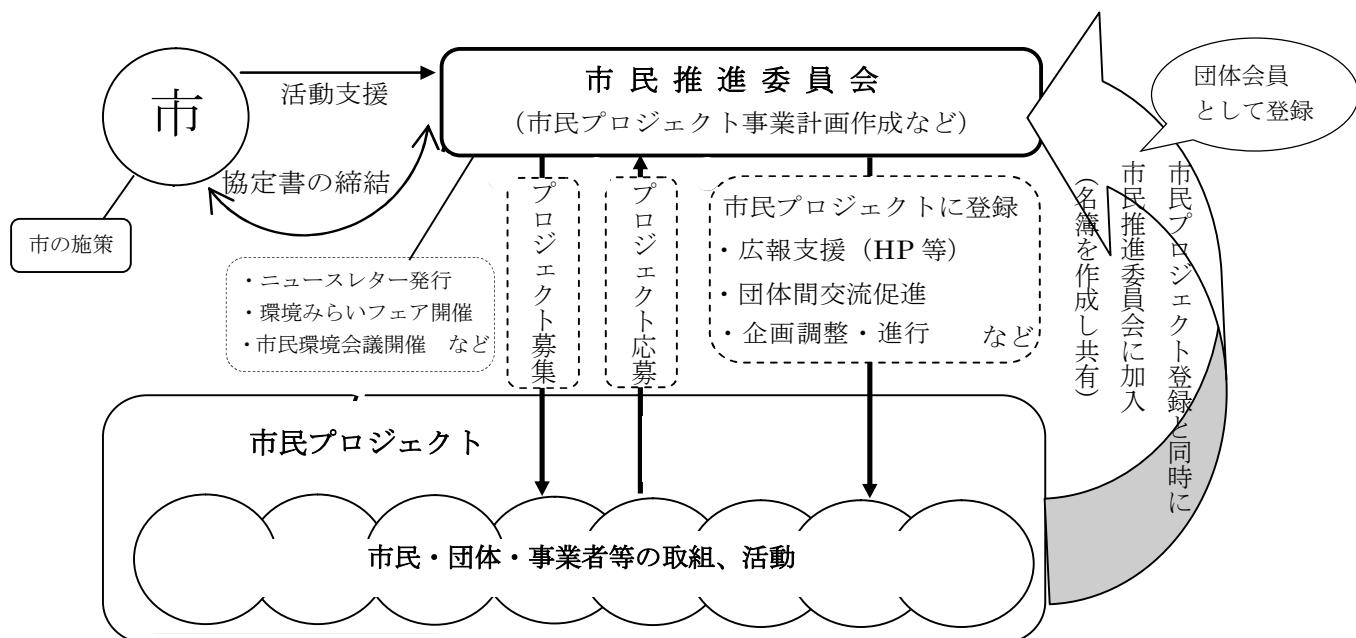 市
活動支援
市民推進委員会
（市民プロジェクト事業計画作成など）
団体会員
として登録
協定書の締結
市の施策
・ニュースレター発行
・環境みらいフェア開催
・市民環境会議開催　など
プロジェクト募集
プロジェクト応募
市民プロジェクトに登録
・広報支援（HP 等）
・団体間交流促進
・企画調整・進行　など
市民プロジェクト登録と同時に
市民推進委員会に加入
（名簿を作成し共有）
市民プロジェクト
市民・団体・事業者等の取組、活動